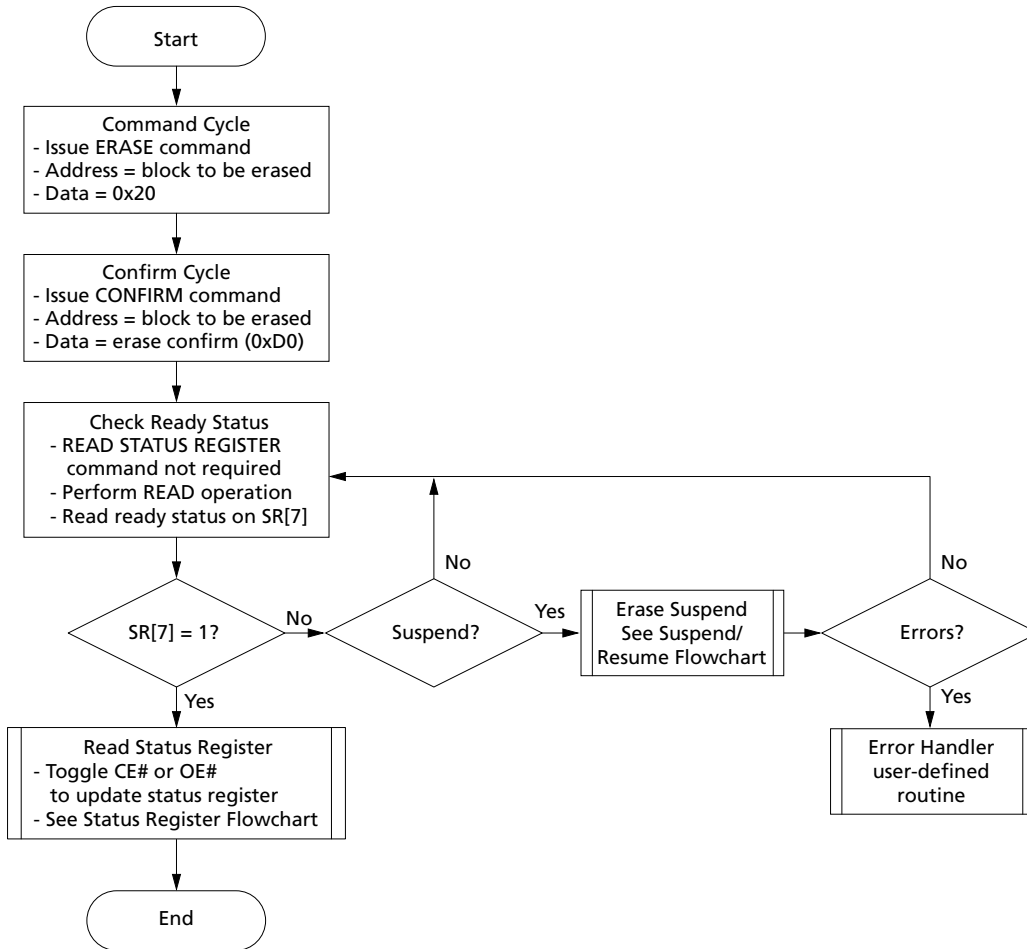 Start
Command Cycle
- Issue ERASE command
- Address = block to be erased
- Data = 0x20
Confirm Cycle
- Issue CONFIRM command
- Address = block to be erased
- Data = erase confirm (0xD0)
Check Ready Status
- READ STATUS REGISTER
command not required
- Perform READ operation
- Read ready status on SR[7]
No
No
SR[7] = 1?
No
Suspend?
Yes
Erase Suspend
See Suspend/
Resume Flowchart
Errors?
Yes
Yes
Read Status Register
- Toggle CE# or OE#
to update status register
- See Status Register Flowchart
Error Handler
user-defined
routine
End